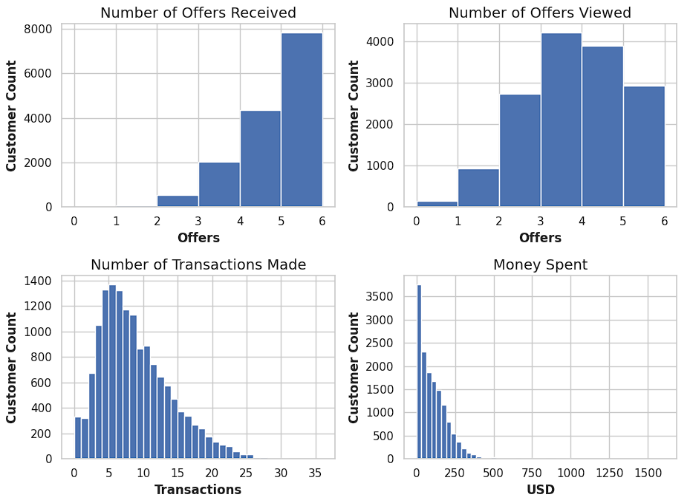 Number of Offers Received
Customer Count
8000
6000
4000
2000
0
0 1 2 3 4 5 6
Offers
Number of Offers Viewed
Customer Count
4000
3000
2000
1000
0
0 1 2 3 4 5 6
Offers
Number of Transactions Made
Customer Count
1400
1200
1000
800
600
400
200
0
0 5 10 15 20 25 30 35
Transactions
Money Spent
Customer Count
3500
3000
2500
2000
1500
1000
500
0
0 250 500 750 1000 1250 1500
USD